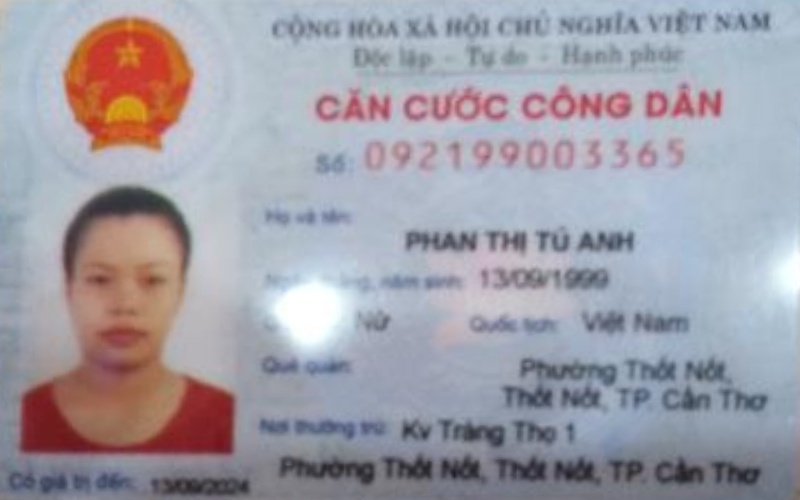 CỘNG HÒA XÃ HỘI CHỦ NGHĨA VIỆT NAM
Độc lập - Tự do - Hạnh phúc
CĂN CƯỚC CÔNG DÂN
Số: 092199003365
Họ và tên:
PHAN THỊ TÚ ANH
năm sinh: 13/09/1999
Nữ Quốc tịch: Việt Nam
Quê quán: Phường Thốt Nốt,
Thốt Nốt, TP. Cần Thơ
Nơi thường trú: Kv Tràng Thọ 1
Phường Thốt Nốt, Thốt Nốt, TP. Cần Thơ
Có giá trị đến: 13/09/2024